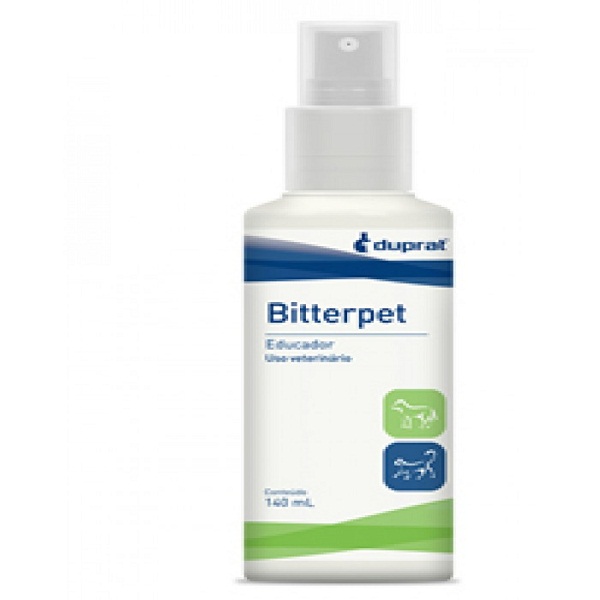 duprat
Bitterpet
Educador
Uso veterinário
Conteúdo
140 mL